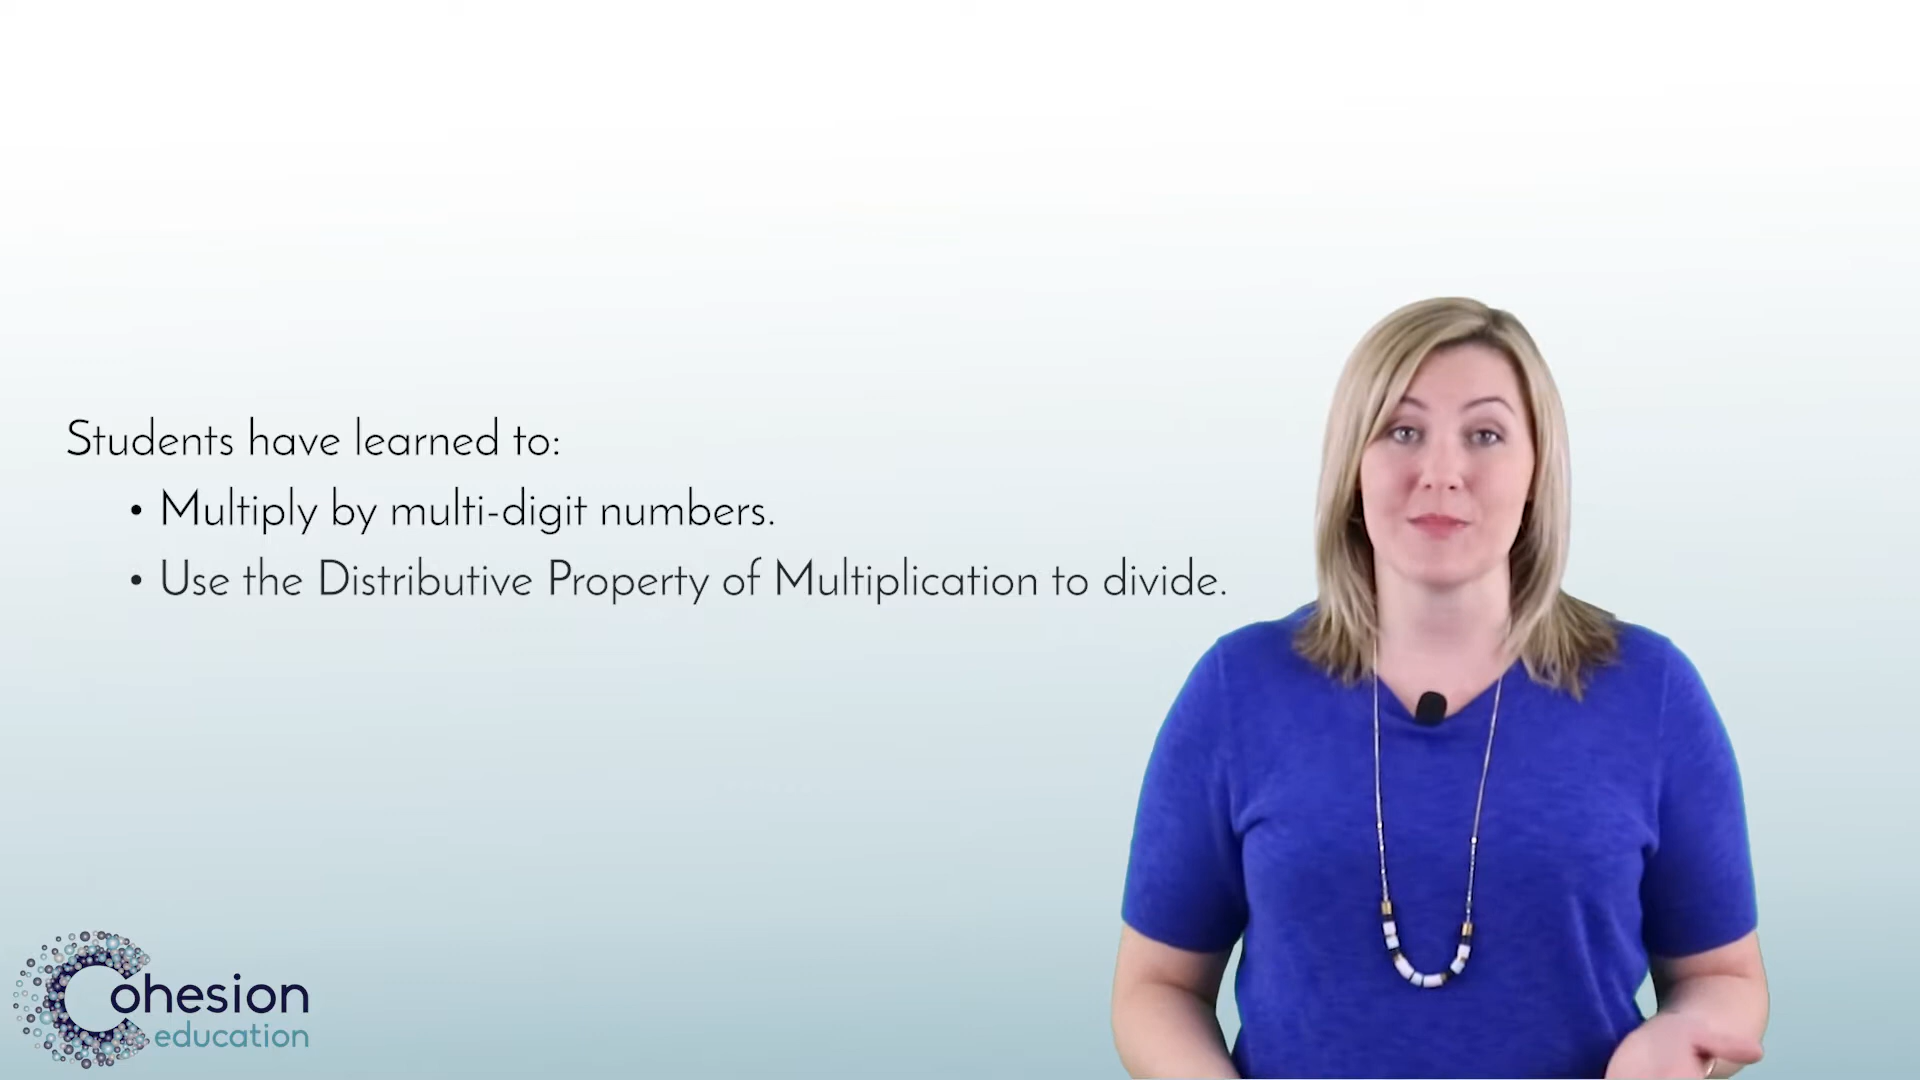 Students have learned to:
• Multiply by multi-digit numbers.
• Use the Distributive Property of Multiplication to divide.
Cohesion
education